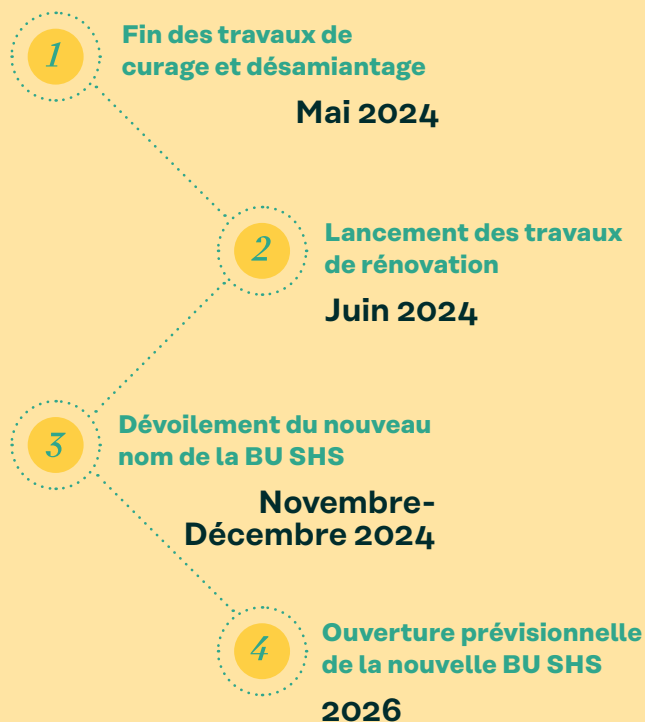 1
Fin des travaux de
curage et désamiantage
Mai 2024
2
Lancement des travaux
de rénovation
Juin 2024
3
Dévoilement du nouveau
nom de la BU SHS
Novembre-
Décembre 2024
4
Ouverture prévisionnelle
de la nouvelle BU SHS
2026